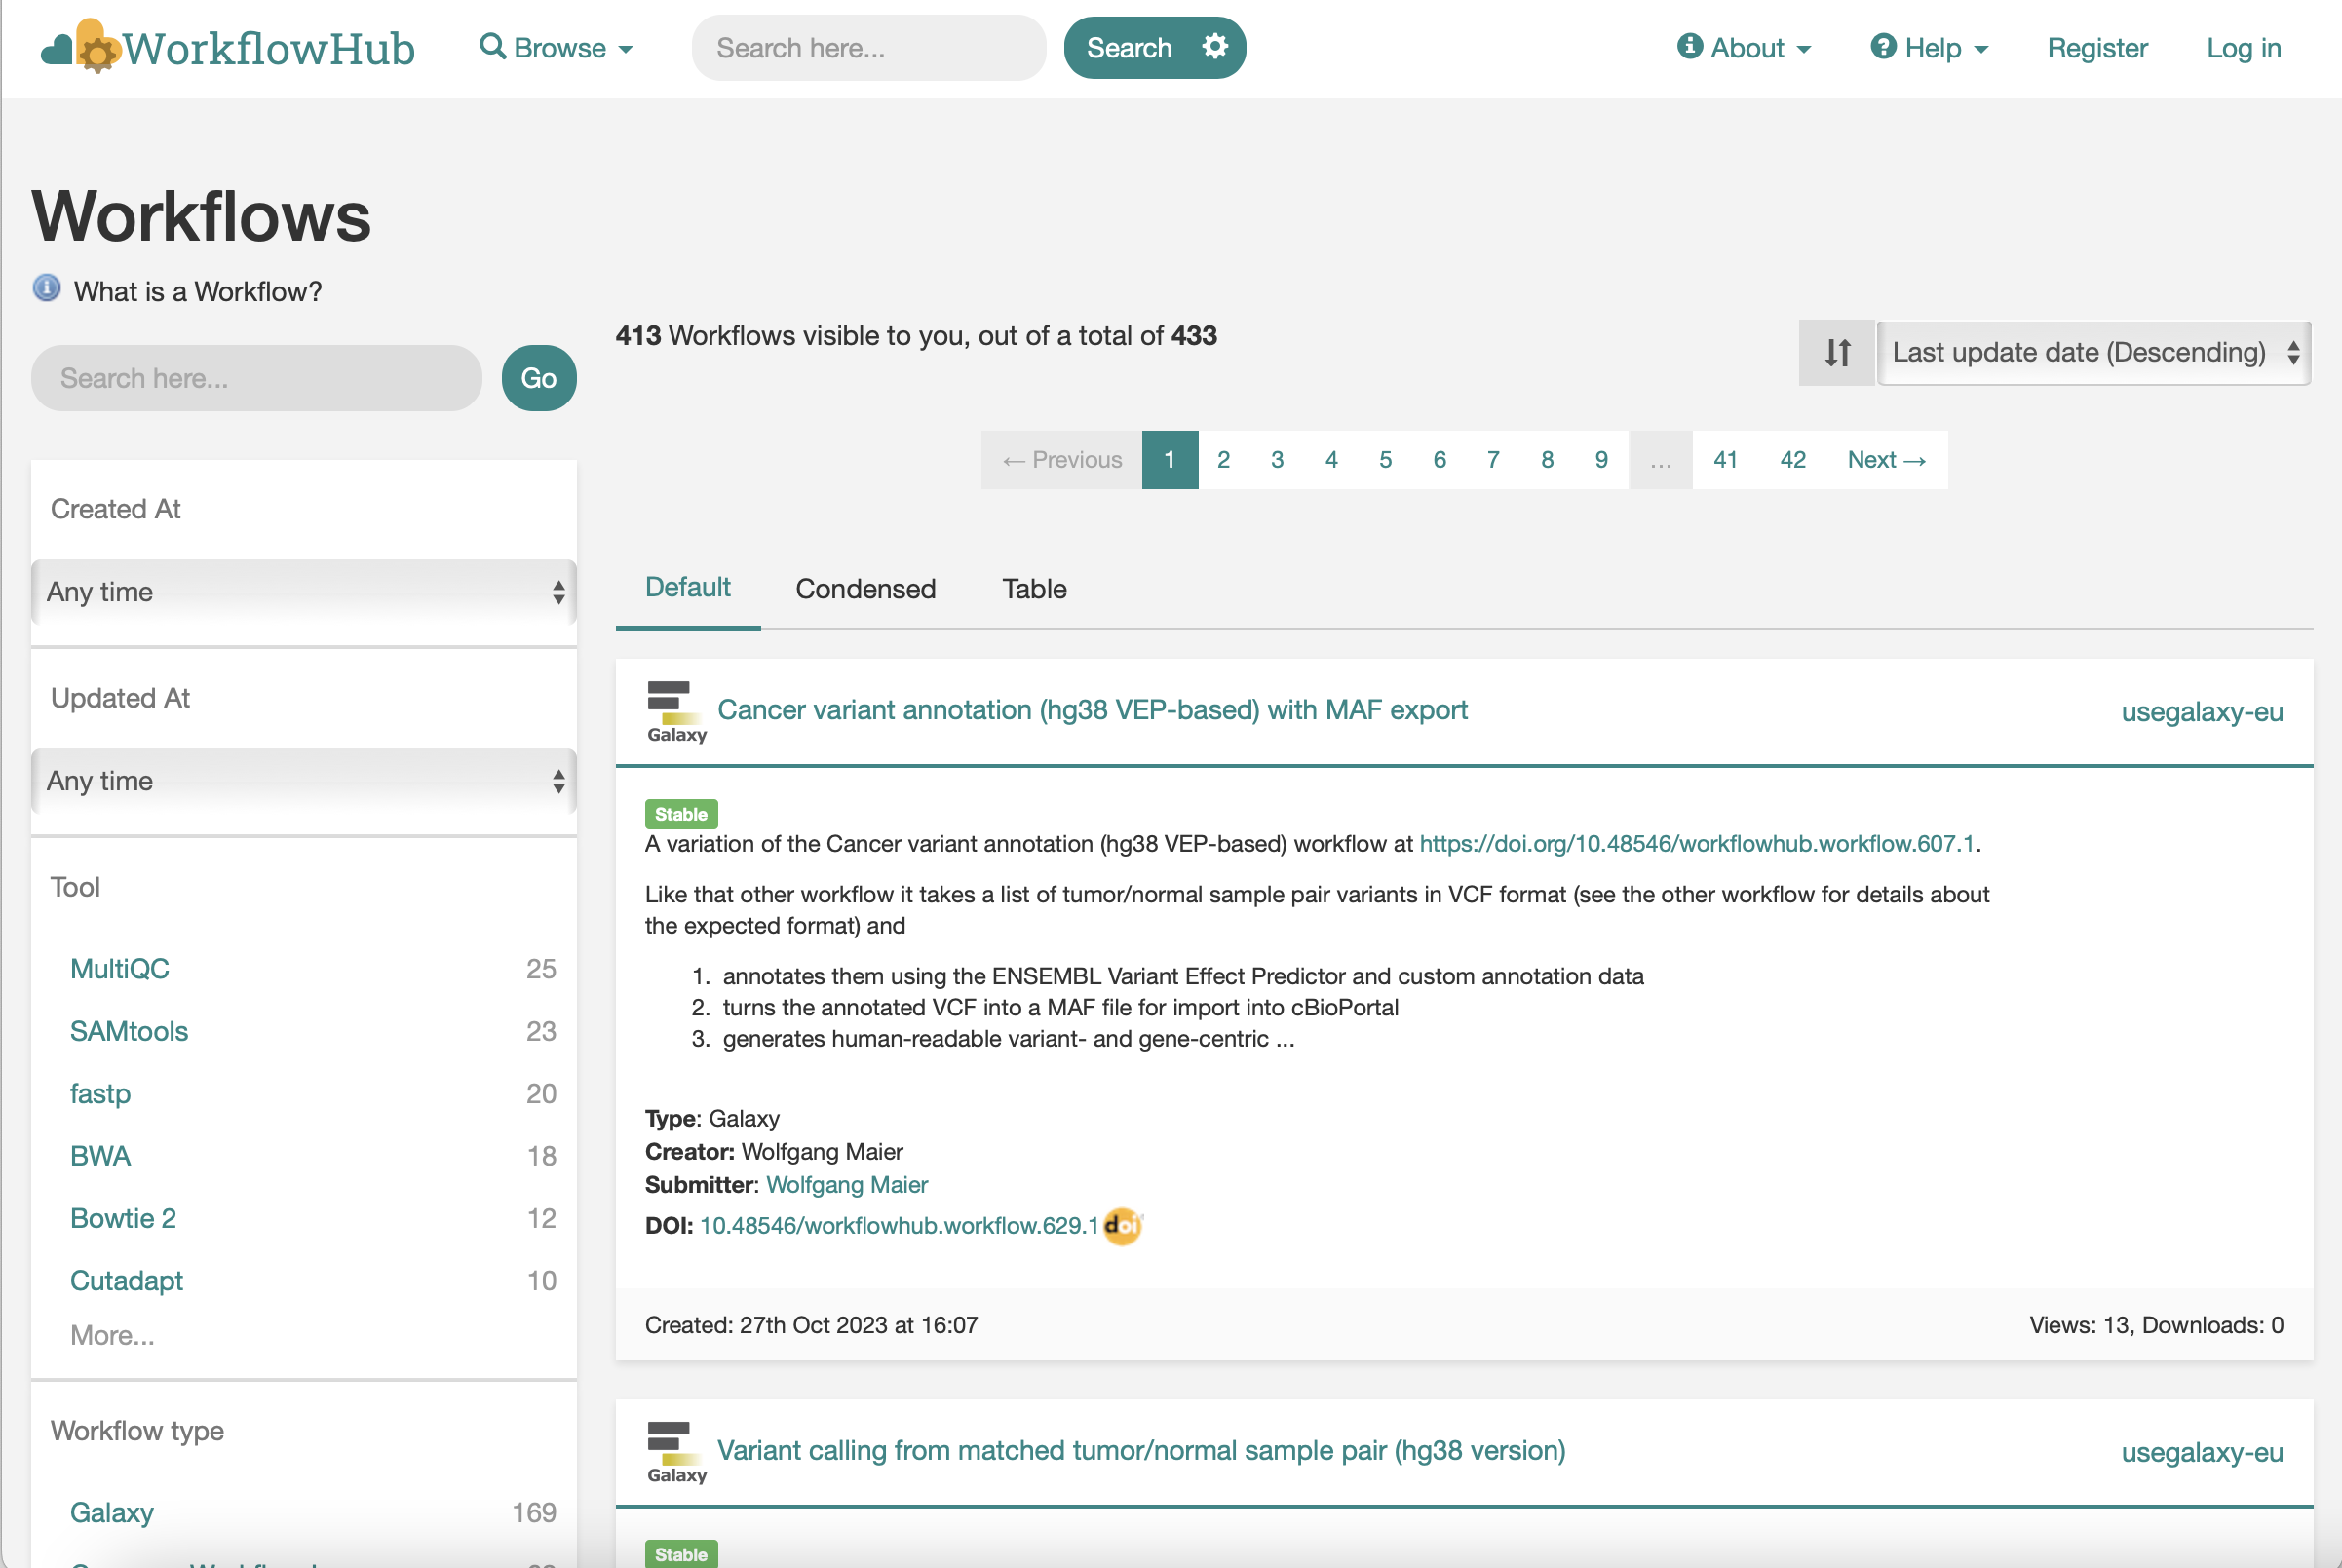 WorkflowHub
Browse
Search here...
Search
About
Help
Register
Log in
Workflows
What is a Workflow?
Search here...
Go
Created At
Any time
Updated At
Any time
Tool
MultiQC 25
SAMtools 23
fastp 20
BWA 18
Bowtie 2 12
Cutadapt 10
More...
Workflow type
Galaxy 169
413 Workflows visible to you, out of a total of 433
Last update date (Descending)
← Previous 1 2 3 4 5 6 7 8 9 ... 41 42 Next →
Default Condensed Table
Galaxy
Cancer variant annotation (hg38 VEP-based) with MAF export
usegalaxy-eu
Stable
A variation of the Cancer variant annotation (hg38 VEP-based) workflow at https://doi.org/10.48546/workflowhub.workflow.607.1.
Like that other workflow it takes a list of tumor/normal sample pair variants in VCF format (see the other workflow for details about
the expected format) and
1. annotates them using the ENSEMBL Variant Effect Predictor and custom annotation data
2. turns the annotated VCF into a MAF file for import into cBioPortal
3. generates human-readable variant- and gene-centric ...
Type: Galaxy
Creator: Wolfgang Maier
Submitter: Wolfgang Maier
DOI: 10.48546/workflowhub.workflow.629.1 doi
Created: 27th Oct 2023 at 16:07
Views: 13, Downloads: 0
Galaxy
Variant calling from matched tumor/normal sample pair (hg38 version)
usegalaxy-eu
Stable